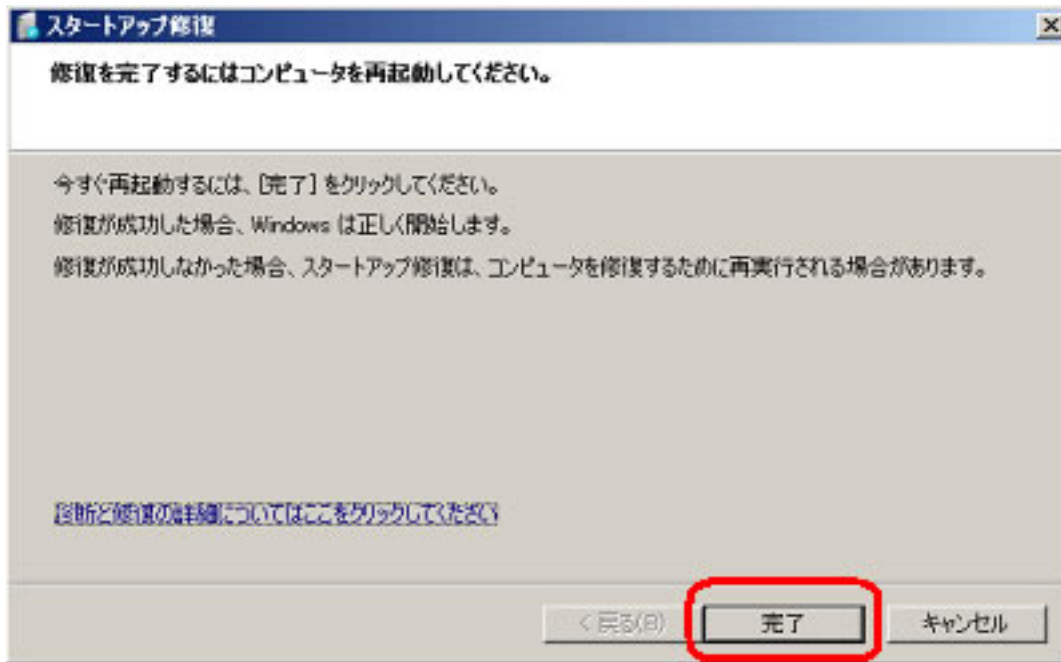 スタートアップ修復
修復を完了するにはコンピュータを再起動してください。
今すぐ再起動するには、[完了] をクリックしてください。
修復が成功した場合、Windows は正しく開始します。
修復が成功しなかった場合、スタートアップ修復は、コンピュータを修復するために再実行される場合があります。
診断と修復の詳細についてはここをクリックしてください
< 戻る(B) 完了 キャンセル